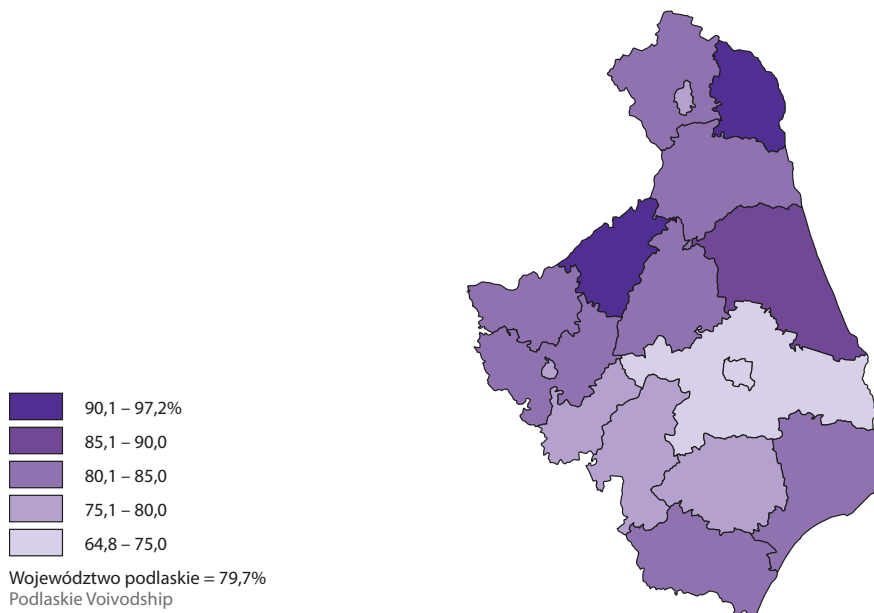 90,1 – 97,2%
85,1 – 90,0
80,1 – 85,0
75,1 – 80,0
64,8 – 75,0
Województwo podlaskie = 79,7%
Podlaskie Voivodship